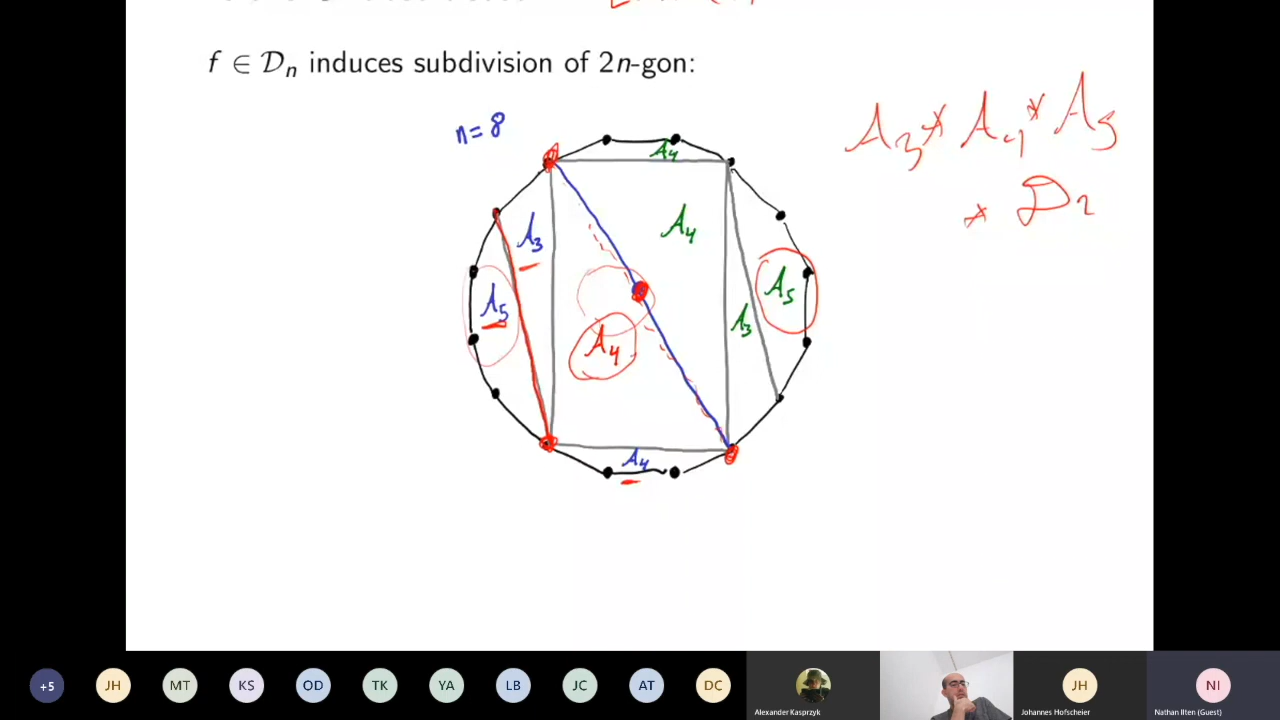 f ∈ 𝒟ₙ induces subdivision of 2n-gon:
n=8
A₃ * A₄ * A₅
* 𝒟₂
A₄
A₃
A₄
A₅
A₅
A₃
A₄
A₄
+5
JH
MT
KS
OD
TK
YA
LB
JC
AT
DC
JH
NI
Alexander Kasprzyk
Johannes Hofscheier
Nathan Ilten (Guest)